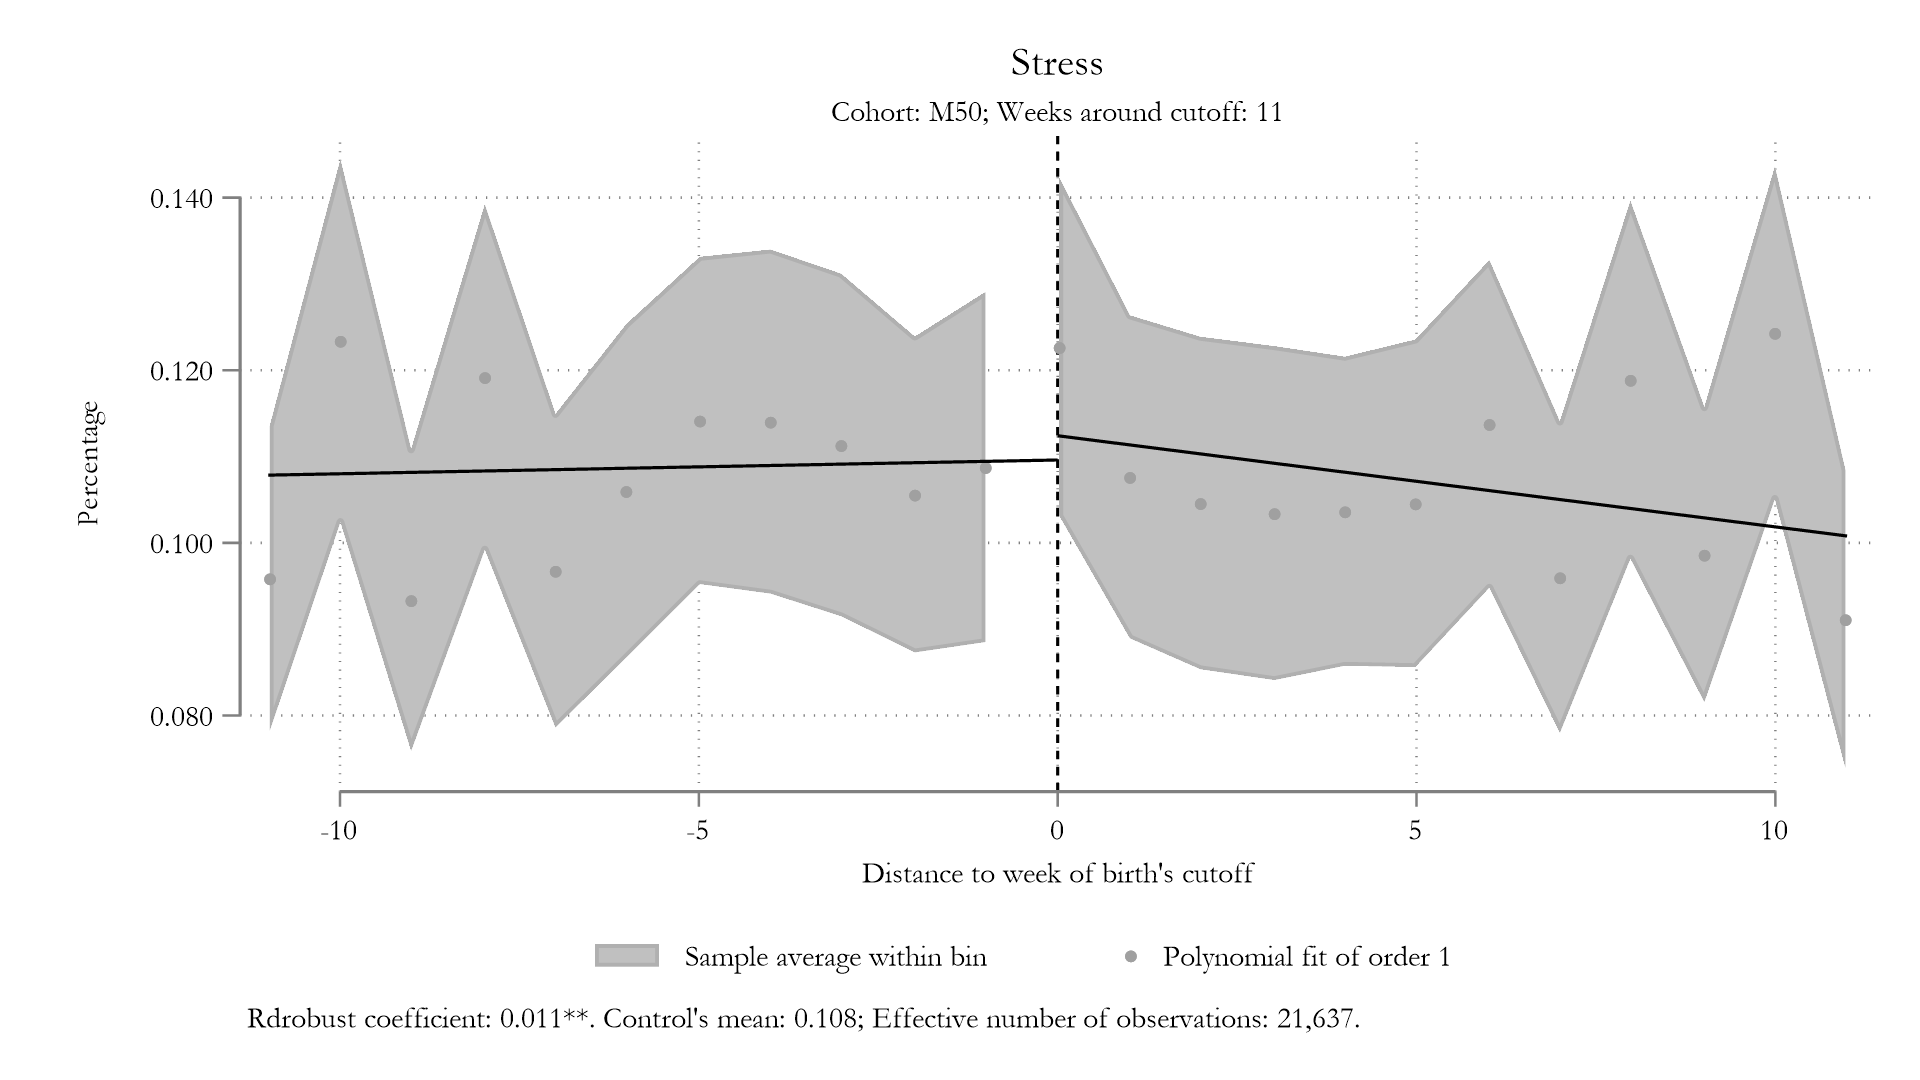 Stress
Cohort: M50; Weeks around cutoff: 11
0.140
0.120
0.100
0.080
Percentage
-10
-5
0
5
10
Distance to week of birth's cutoff
Sample average within bin
Polynomial fit of order 1
Rdrobust coefficient: 0.011**. Control's mean: 0.108; Effective number of observations: 21,637.